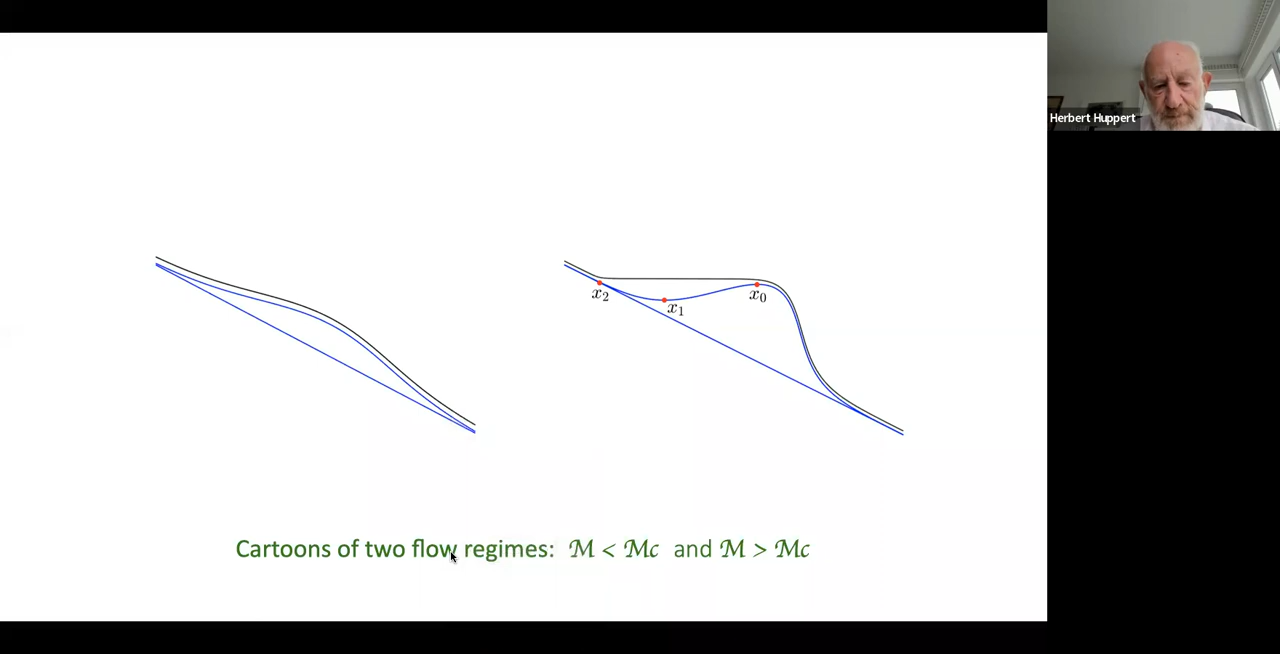 Herbert Huppert
x₂
x₁
x₀
Cartoons of two flow regimes: ℳ < ℳc and ℳ > ℳc